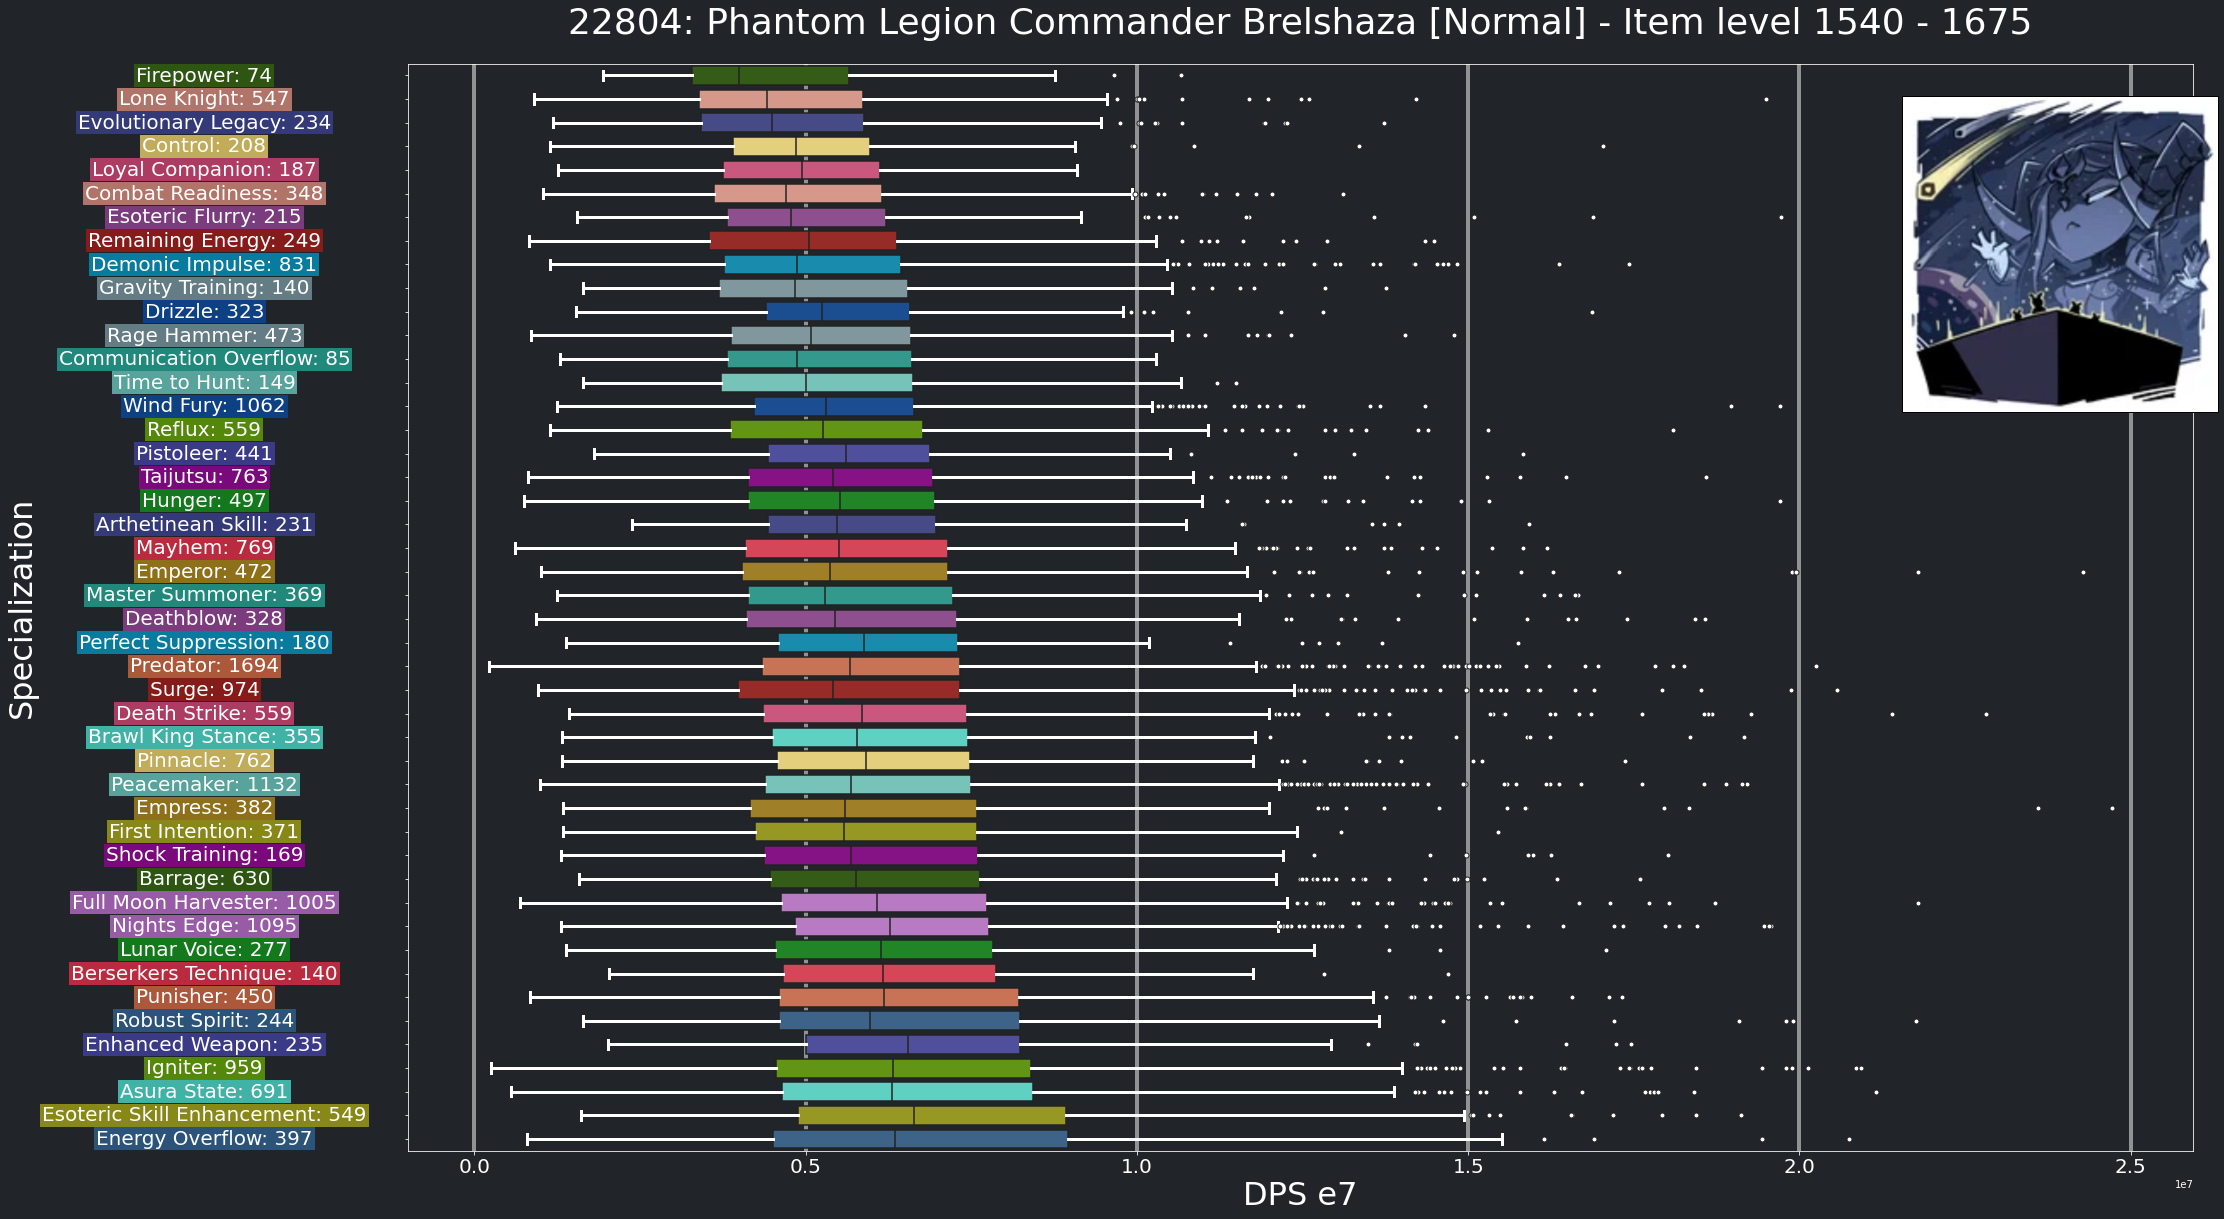 22804: Phantom Legion Commander Brelshaza [Normal] - Item level 1540 - 1675
Firepower: 74
Lone Knight: 547
Evolutionary Legacy: 234
Control: 208
Loyal Companion: 187
Combat Readiness: 348
Esoteric Flurry: 215
Remaining Energy: 249
Demonic Impulse: 831
Gravity Training: 140
Drizzle: 323
Rage Hammer: 473
Communication Overflow: 85
Time to Hunt: 149
Wind Fury: 1062
Reflux: 559
Pistoleer: 441
Taijutsu: 763
Hunger: 497
Arthetinean Skill: 231
Mayhem: 769
Emperor: 472
Master Summoner: 369
Deathblow: 328
Perfect Suppression: 180
Predator: 1694
Surge: 974
Death Strike: 559
Brawl King Stance: 355
Pinnacle: 762
Peacemaker: 1132
Empress: 382
First Intention: 371
Shock Training: 169
Barrage: 630
Full Moon Harvester: 1005
Nights Edge: 1095
Lunar Voice: 277
Berserkers Technique: 140
Punisher: 450
Robust Spirit: 244
Enhanced Weapon: 235
Igniter: 959
Asura State: 691
Esoteric Skill Enhancement: 549
Energy Overflow: 397
Specialization
0.0 0.5 1.0 1.5 2.0 2.5
1e7
DPS e7